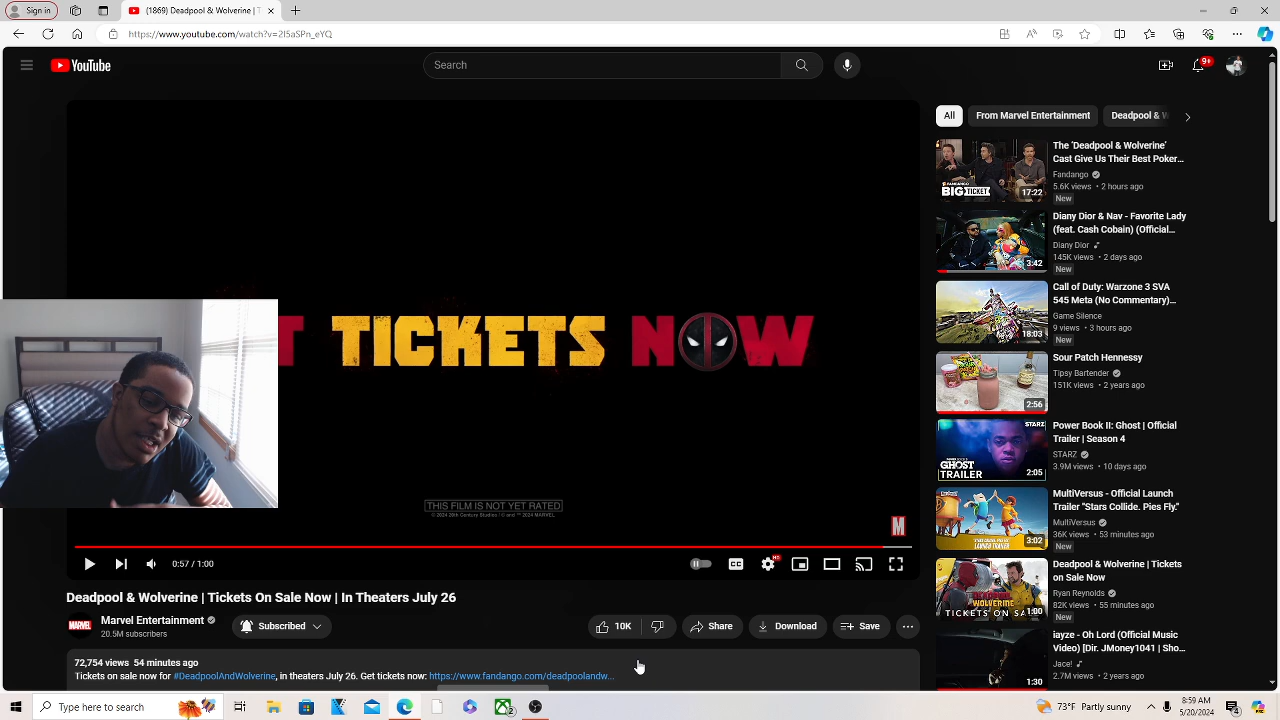 Sign in
(1869) Deadpool & Wolverine | T
https://www.youtube.com/watch?v=2l5aSPn_eYQ
YouTube
Search
9+
TICKETS NOW
THIS FILM IS NOT YET RATED
0:57 / 1:00
CC
HD
Deadpool & Wolverine | Tickets On Sale Now | In Theaters July 26
MARVEL
Marvel Entertainment
20.5M subscribers
Subscribed
10K
Share
Download
Save
72,754 views 54 minutes ago
Tickets on sale now for #DeadpoolAndWolverine, in theaters July 26. Get tickets now: https://www.fandango.com/deadpoolandw...
All
From Marvel Entertainment
Deadpool & W
BIG TICKET
17:22
The 'Deadpool & Wolverine'
Cast Give Us Their Best Poker...
Fandango
5.6K views • 2 hours ago
New
3:42
Diany Dior & Nav - Favorite Lady
(feat. Cash Cobain) (Official...
Diany Dior
145K views • 2 days ago
New
18:03
Call of Duty: Warzone 3 SVA
545 Meta (No Commentary)...
Game Silence
9 views • 3 hours ago
New
2:56
Sour Patch Hennessy
Tipsy Bartender
151K views • 2 years ago
STARZ
GHOST
TRAILER
2:05
Power Book II: Ghost | Official
Trailer | Season 4
STARZ
3.9M views • 10 days ago
3:02
MultiVersus - Official Launch
Trailer "Stars Collide. Pies Fly."
MultiVersus
36K views • 53 minutes ago
New
1:00
Deadpool & Wolverine | Tickets
on Sale Now
Ryan Reynolds
82K views • 55 minutes ago
New
1:30
iayze - Oh Lord (Official Music
Video) [Dir. JMoney1041 | Sho...
Jace!
2.7M views • 2 years ago
Type here to search
73°F
8:59 AM
5/20/2024